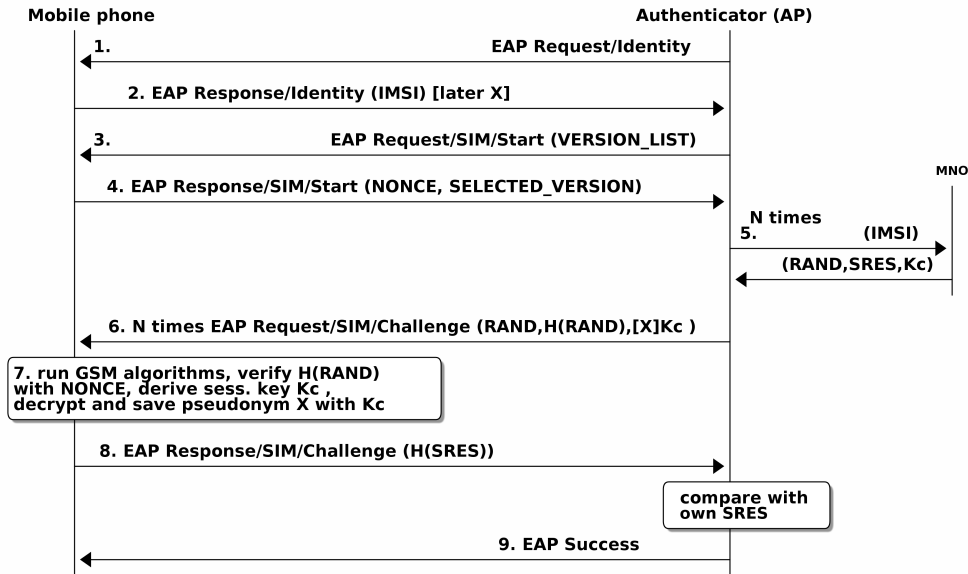 Mobile phone
Authenticator (AP)
1. EAP Request/Identity
2. EAP Response/Identity (IMSI) [later X]
3. EAP Request/SIM/Start (VERSION_LIST)
4. EAP Response/SIM/Start (NONCE, SELECTED_VERSION)
MNO
N times
5. (IMSI)
(RAND,SRES,Kc)
6. N times EAP Request/SIM/Challenge (RAND,H(RAND),[X]Kc )
7. run GSM algorithms, verify H(RAND)
with NONCE, derive sess. key Kc ,
decrypt and save pseudonym X with Kc
8. EAP Response/SIM/Challenge (H(SRES))
compare with
own SRES
9. EAP Success